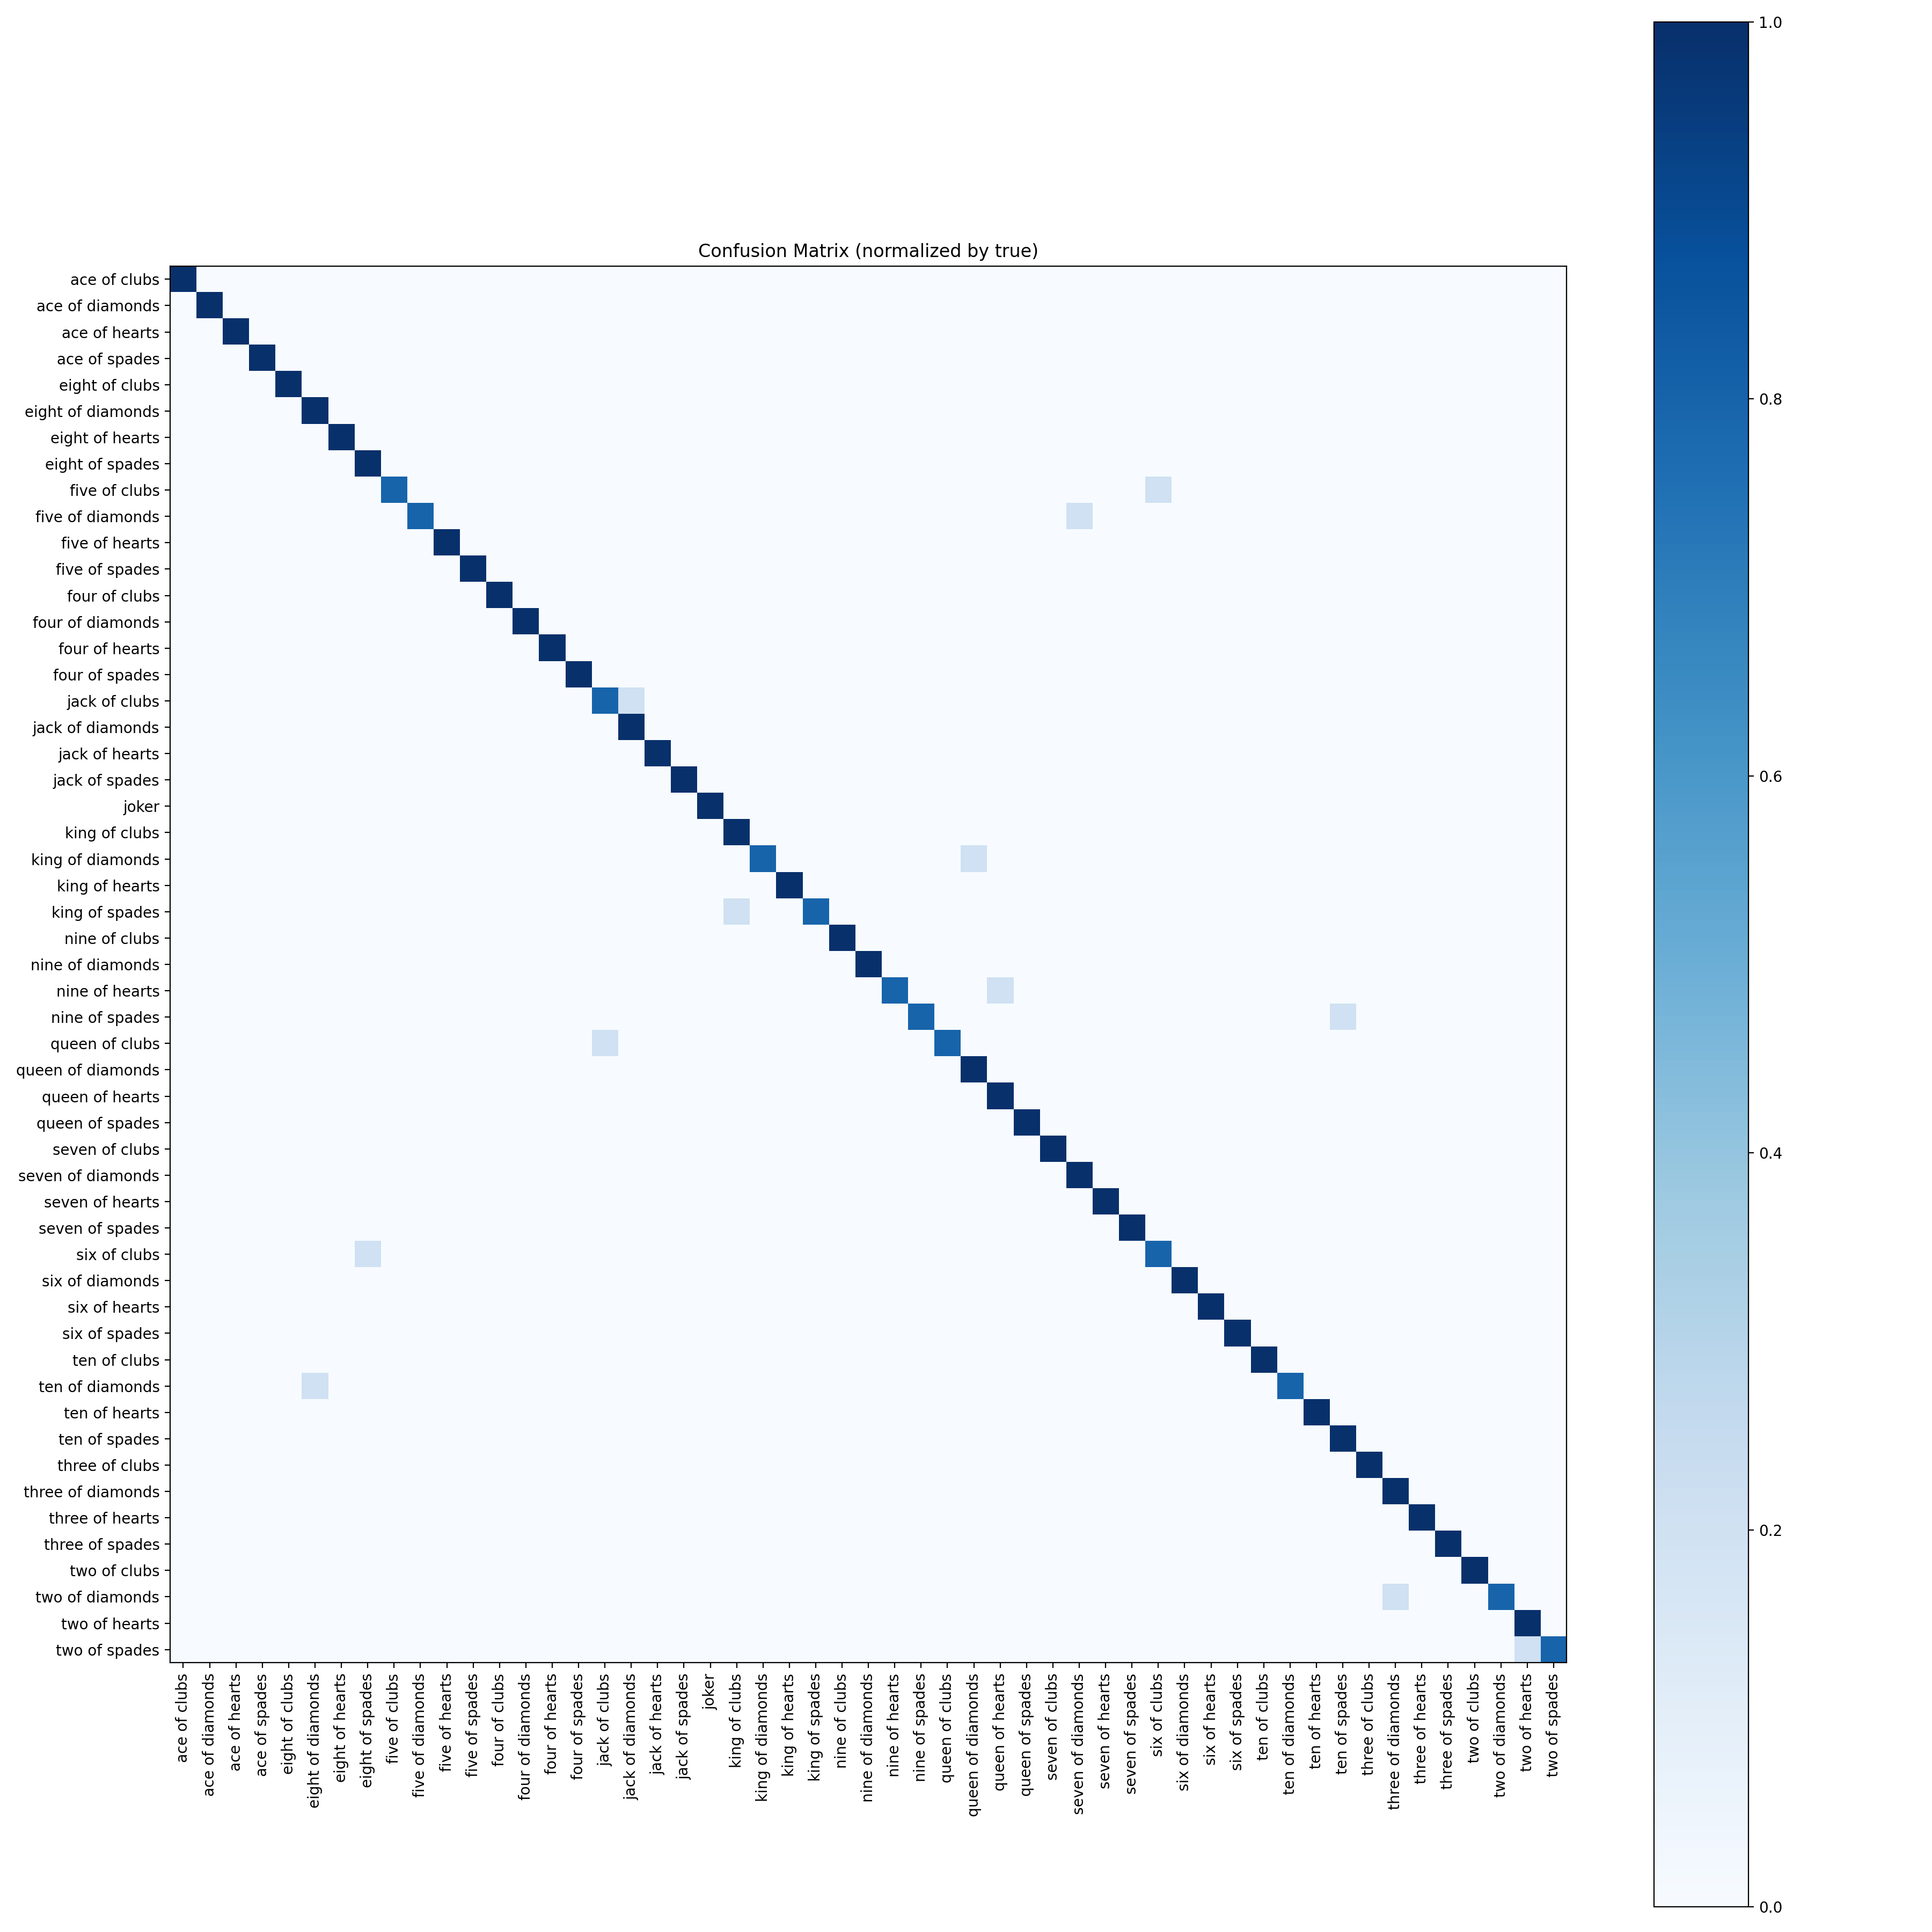 Confusion Matrix (normalized by true)
ace of clubs
ace of diamonds
ace of hearts
ace of spades
eight of clubs
eight of diamonds
eight of hearts
eight of spades
five of clubs
five of diamonds
five of hearts
five of spades
four of clubs
four of diamonds
four of hearts
four of spades
jack of clubs
jack of diamonds
jack of hearts
jack of spades
joker
king of clubs
king of diamonds
king of hearts
king of spades
nine of clubs
nine of diamonds
nine of hearts
nine of spades
queen of clubs
queen of diamonds
queen of hearts
queen of spades
seven of clubs
seven of diamonds
seven of hearts
seven of spades
six of clubs
six of diamonds
six of hearts
six of spades
ten of clubs
ten of diamonds
ten of hearts
ten of spades
three of clubs
three of diamonds
three of hearts
three of spades
two of clubs
two of diamonds
two of hearts
two of spades
ace of clubs
ace of diamonds
ace of hearts
ace of spades
eight of clubs
eight of diamonds
eight of hearts
eight of spades
five of clubs
five of diamonds
five of hearts
five of spades
four of clubs
four of diamonds
four of hearts
four of spades
jack of clubs
jack of diamonds
jack of hearts
jack of spades
joker
king of clubs
king of diamonds
king of hearts
king of spades
nine of clubs
nine of diamonds
nine of hearts
nine of spades
queen of clubs
queen of diamonds
queen of hearts
queen of spades
seven of clubs
seven of diamonds
seven of hearts
seven of spades
six of clubs
six of diamonds
six of hearts
six of spades
ten of clubs
ten of diamonds
ten of hearts
ten of spades
three of clubs
three of diamonds
three of hearts
three of spades
two of clubs
two of diamonds
two of hearts
two of spades
1.0
0.8
0.6
0.4
0.2
0.0